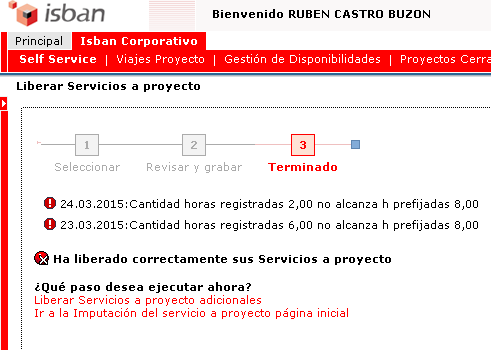 isban
Bienvenido RUBEN CASTRO BUZON
Principal Isban Corporativo
Self Service | Viajes Proyecto | Gestión de Disponibilidades | Proyectos Cerra
Liberar Servicios a proyecto
1 2 3
Seleccionar Revisar y grabar Terminado
24.03.2015:Cantidad horas registradas 2,00 no alcanza h prefijadas 8,00
23.03.2015:Cantidad horas registradas 6,00 no alcanza h prefijadas 8,00
Ha liberado correctamente sus Servicios a proyecto
¿Qué paso desea ejecutar ahora?
Liberar Servicios a proyecto adicionales
Ir a la Imputación del servicio a proyecto página inicial